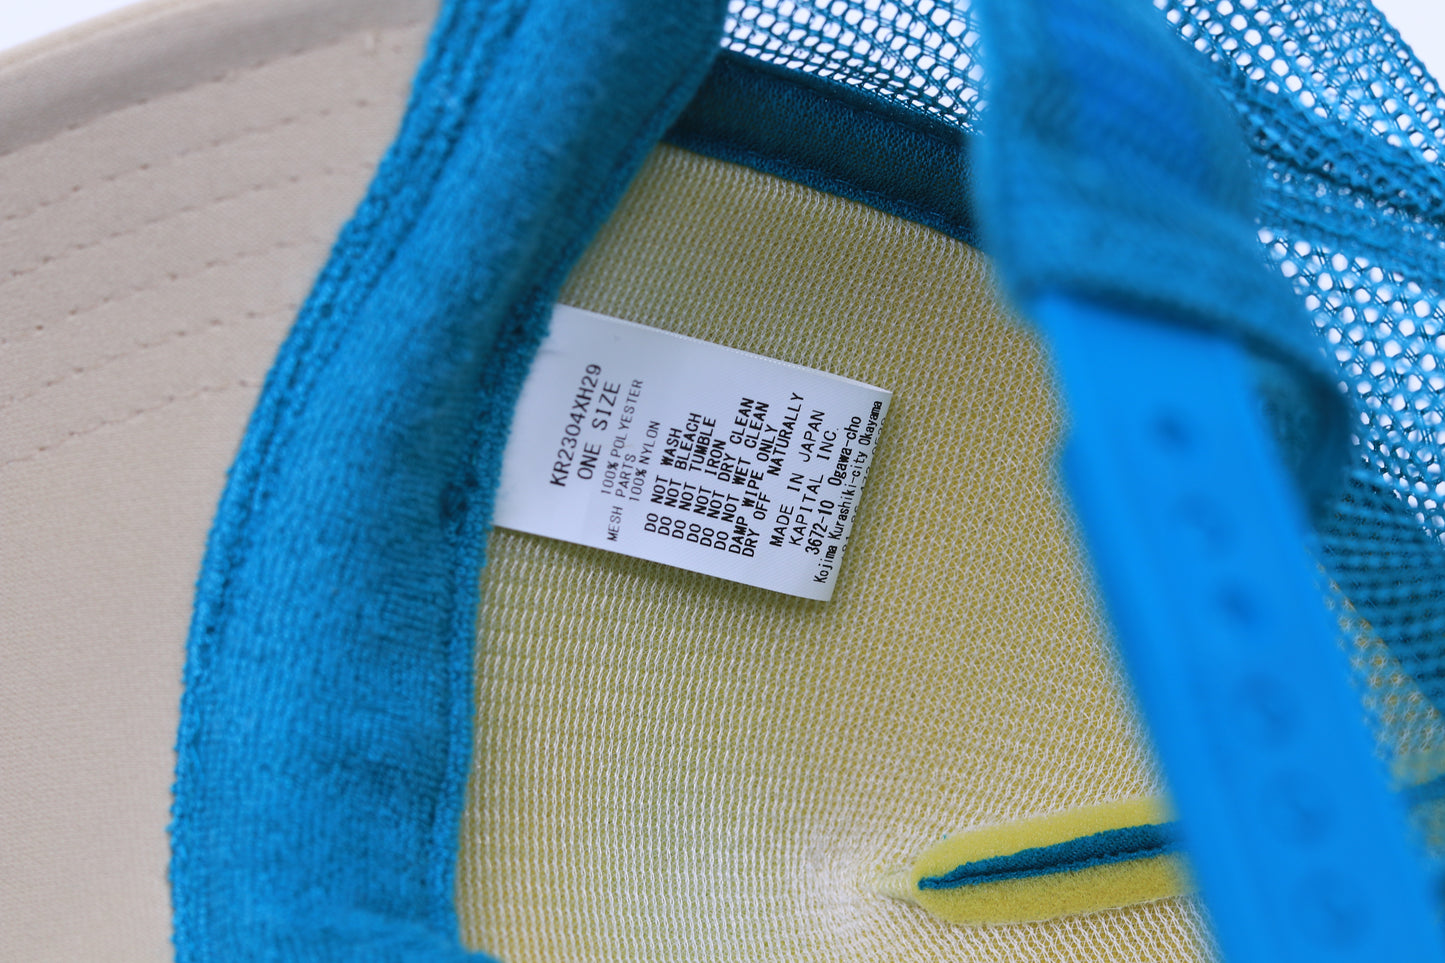 KR2304XH29
ONE SIZE
100% POLYESTER
MESH PARTS
100% NYLON
DO NOT WASH
DO NOT BLEACH
DO NOT TUMBLE
DO NOT IRON
DO NOT DRY CLEAN
DO NOT WET CLEAN
DAMP WIPE ONLY
DRY OFF NATURALLY
MADE IN JAPAN
KAPITAL INC.
3672-10 Ogawa-cho
Kojima Kurashiki-city Okayama